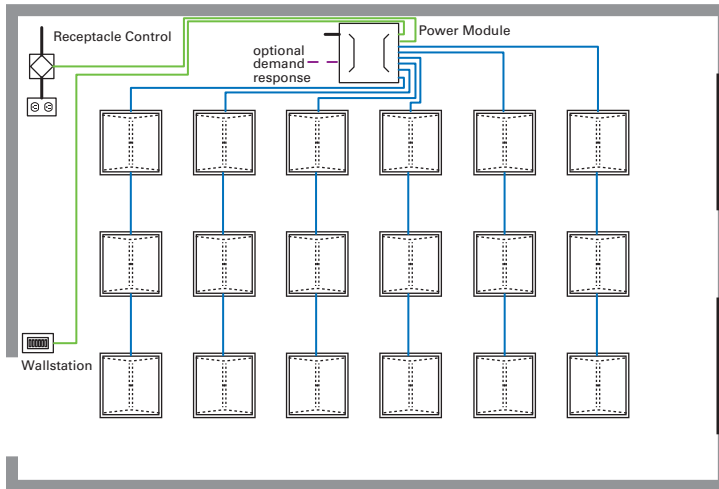 Receptacle Control
Power Module
optional
demand
response
Wallstation